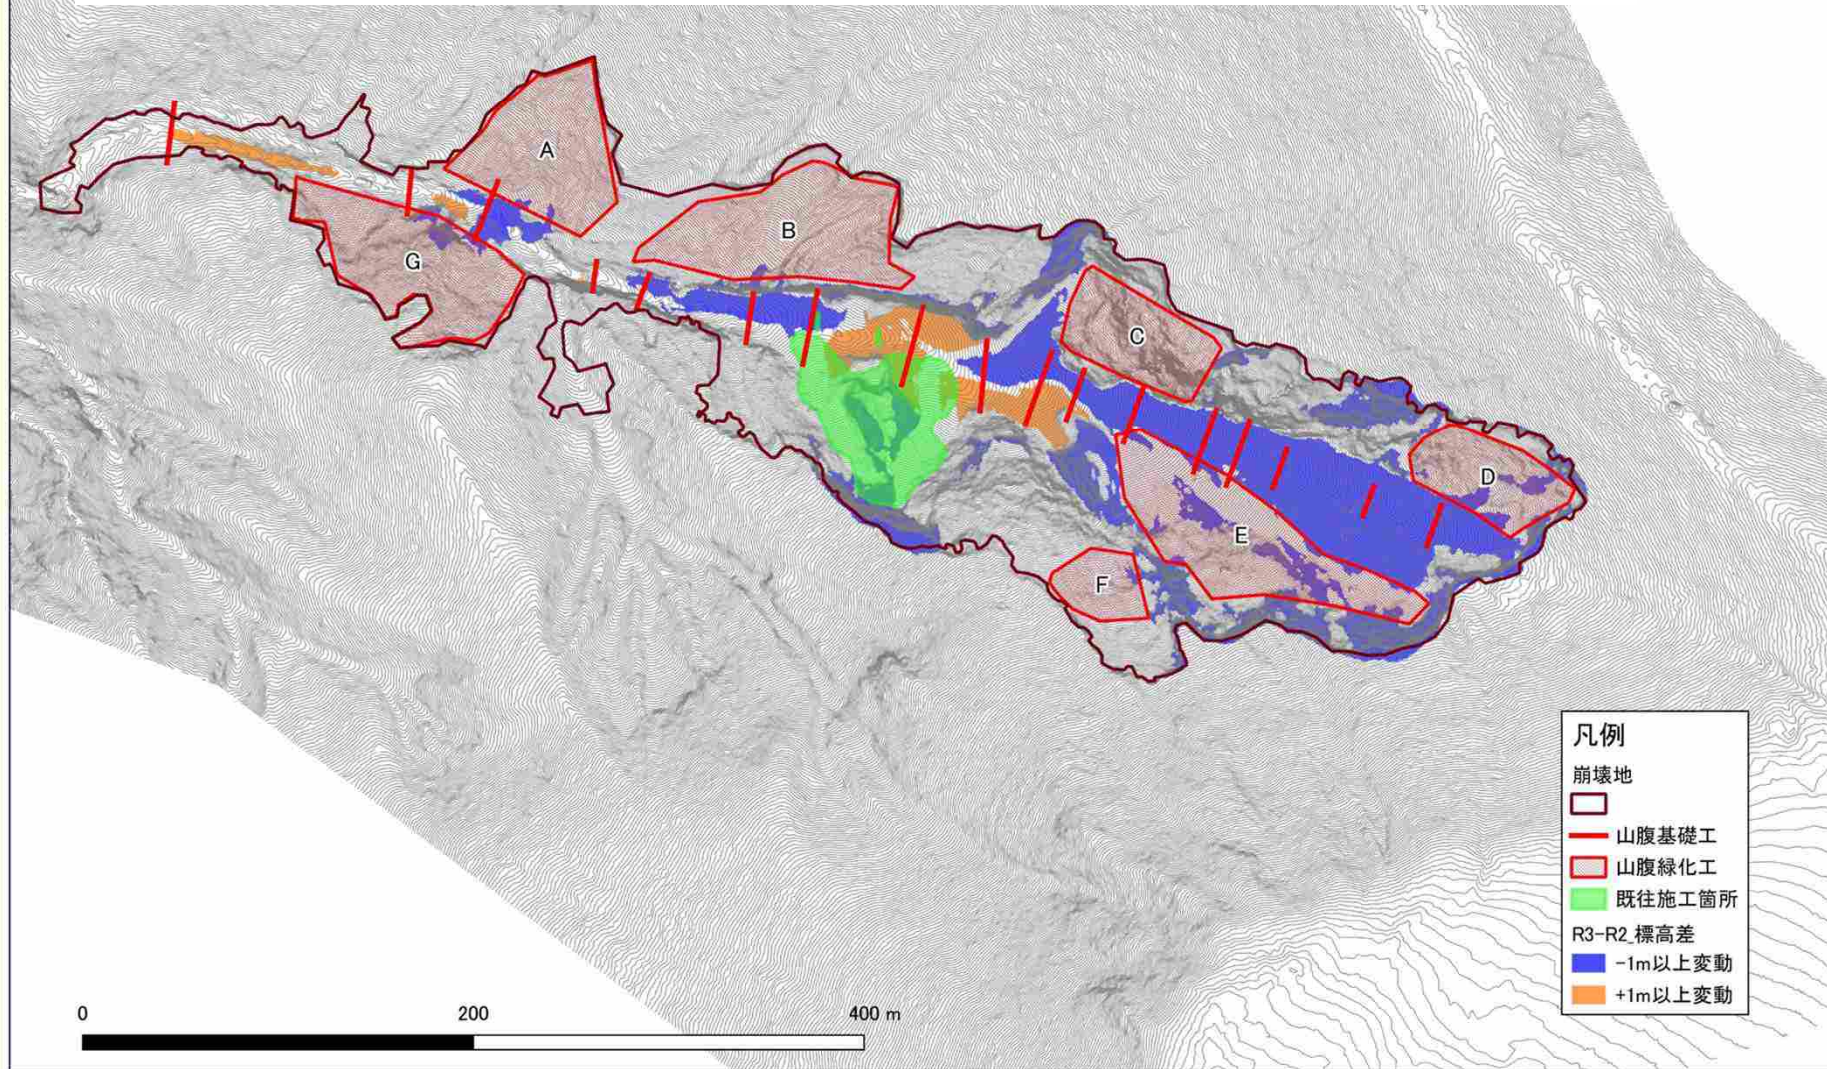 A
B
G
C
D
E
F
凡例
崩壊地
山腹基礎工
山腹緑化工
既往施工箇所
R3-R2_標高差
-1m以上変動
+1m以上変動
0 200 400 m